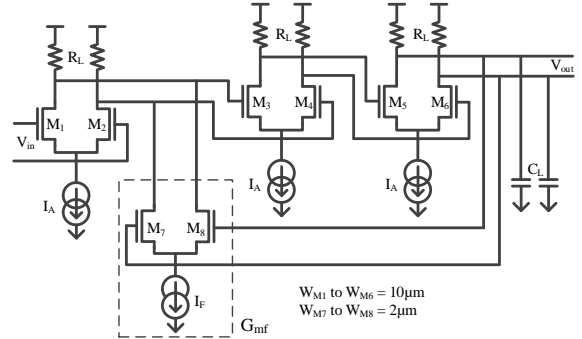 R_L
R_L
R_L
V_out
M_1
M_2
M_3
M_4
M_5
M_6
V_in
C_L
I_A
I_A
I_A
M_7
M_8
I_F
G_mf
W_M1 to W_M6 = 10µm
W_M7 to W_M8 = 2µm